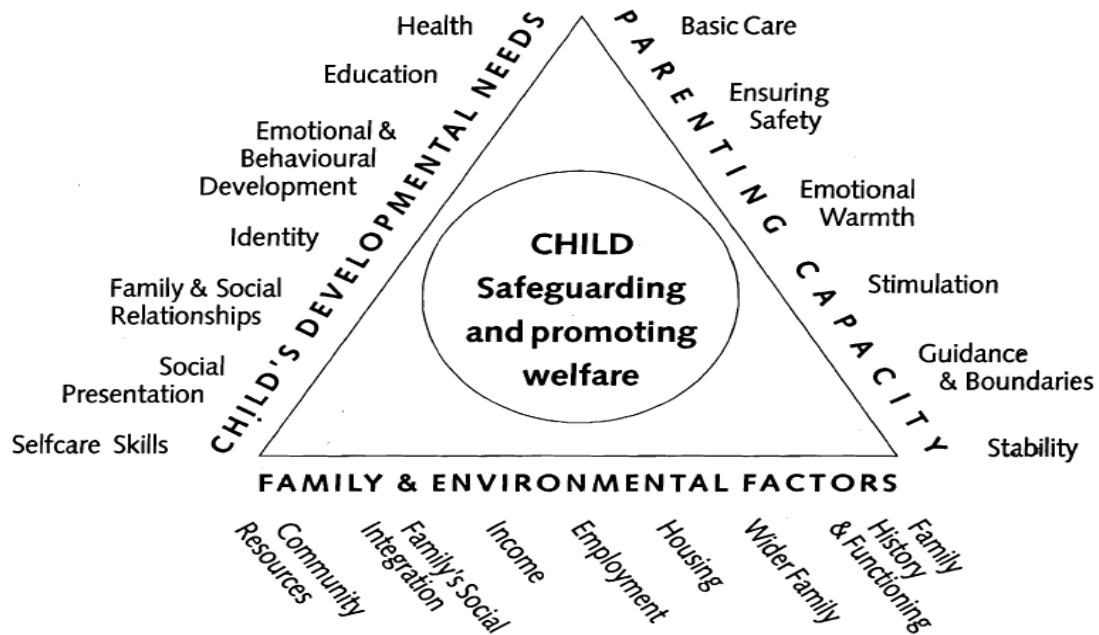 CHILD'S DEVELOPMENTAL NEEDS
Health
Education
Emotional &
Behavioural
Development
Identity
Family & Social
Relationships
Social
Presentation
Selfcare Skills
PARENTING CAPACITY
Basic Care
Ensuring
Safety
Emotional
Warmth
Stimulation
Guidance
& Boundaries
Stability
CHILD
Safeguarding
and promoting
welfare
FAMILY & ENVIRONMENTAL FACTORS
Community
Resources
Family's Social
Integration
Income
Employment
Housing
Wider Family
Family
History
& Functioning